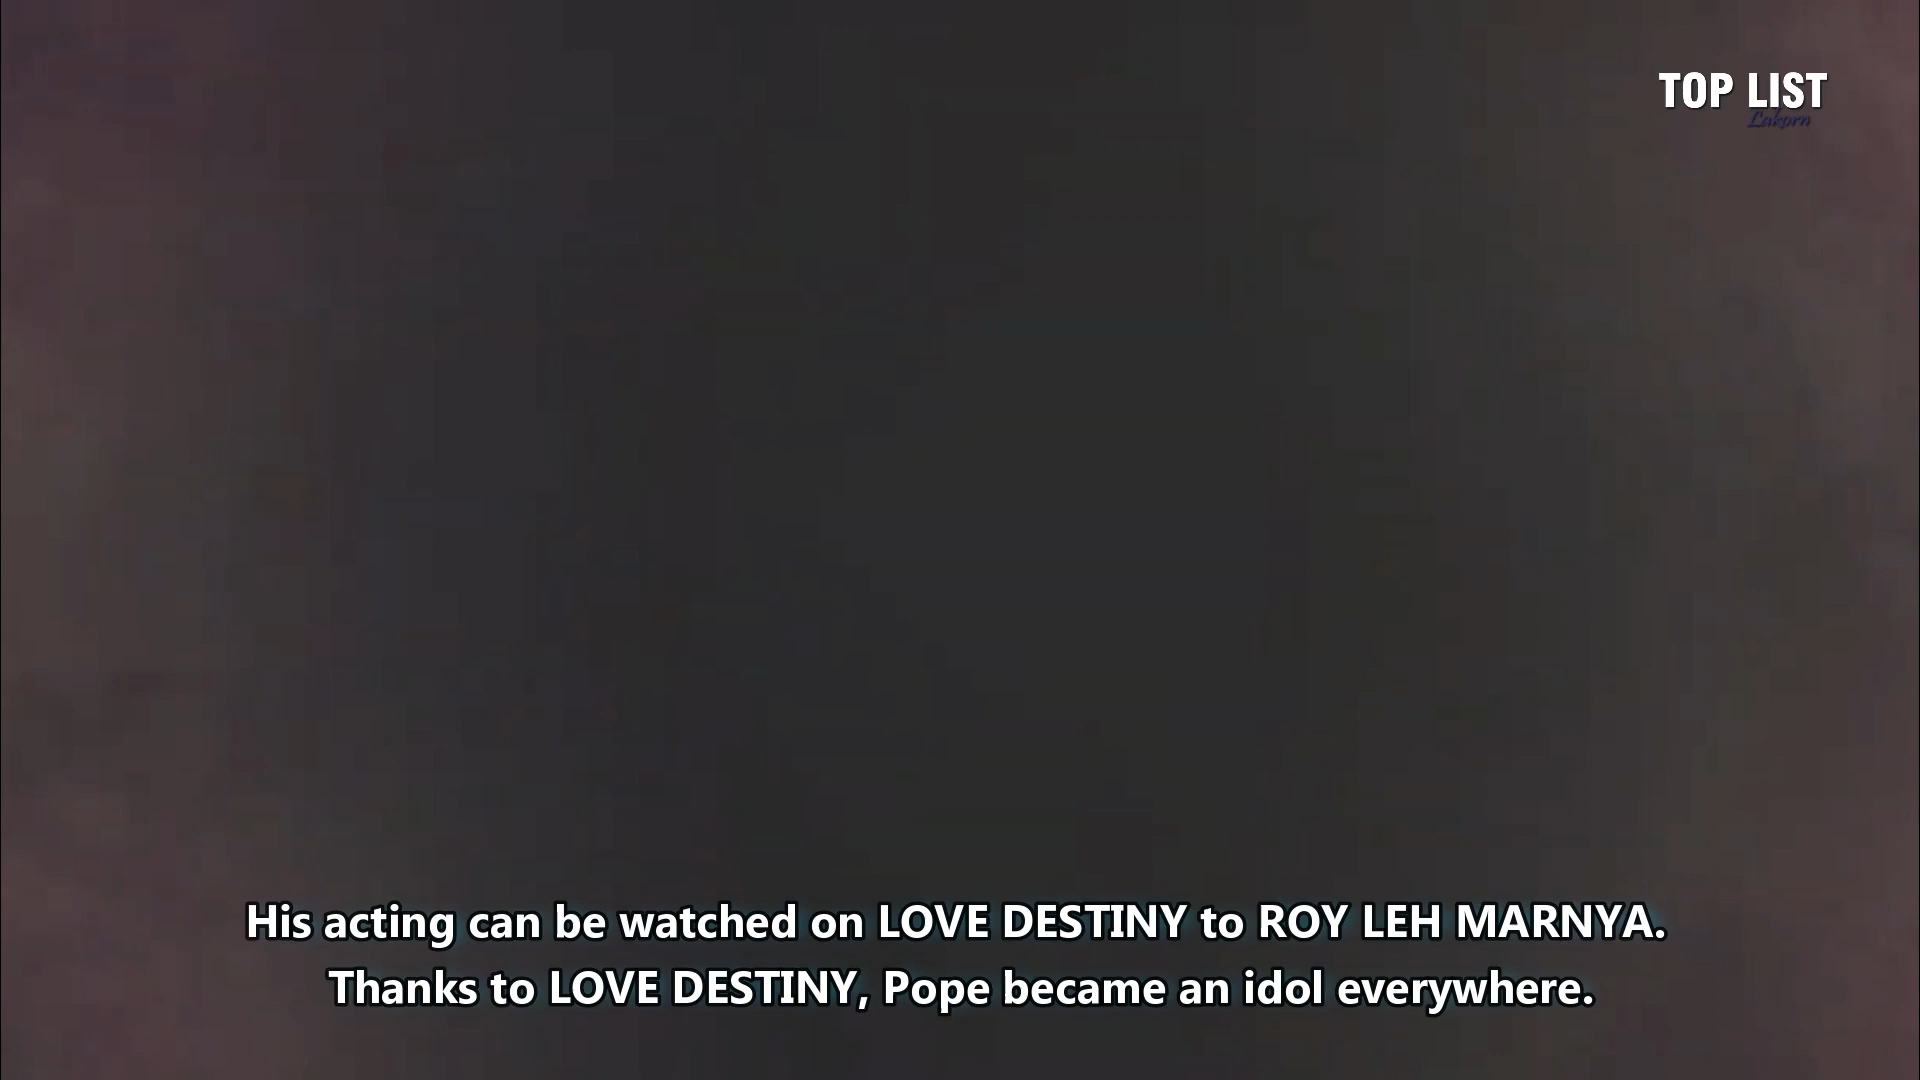 TOP LIST
Lakorn
His acting can be watched on LOVE DESTINY to ROY LEH MARNYA.
Thanks to LOVE DESTINY, Pope became an idol everywhere.